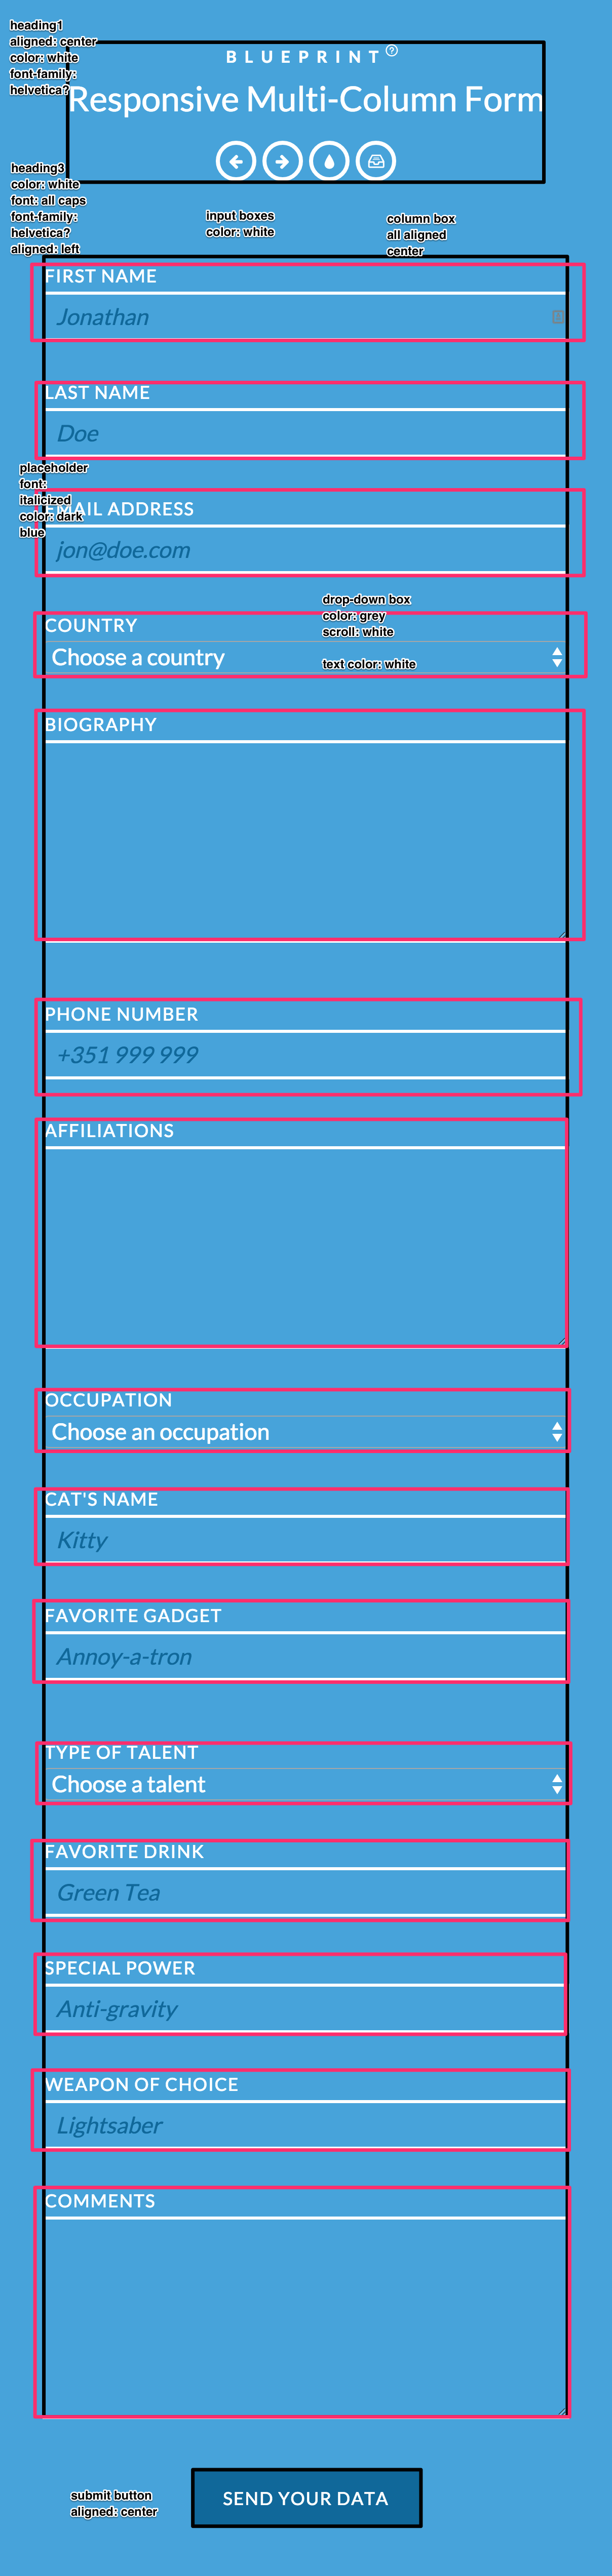 heading1
aligned: center
color: white
font-family:
helvetica?
BLUEPRINT ?
Responsive Multi-Column Form
heading3
color: white
font: all caps
font-family:
helvetica?
aligned: left
input boxes
color: white
column box
all aligned
center
FIRST NAME
Jonathan
LAST NAME
Doe
placeholder
font:
italicized
color: dark
blue
EMAIL ADDRESS
jon@doe.com
drop-down box
color: grey
scroll: white
text color: white
COUNTRY
Choose a country
BIOGRAPHY
PHONE NUMBER
+351 999 999
AFFILIATIONS
OCCUPATION
Choose an occupation
CAT'S NAME
Kitty
FAVORITE GADGET
Annoy-a-tron
TYPE OF TALENT
Choose a talent
FAVORITE DRINK
Green Tea
SPECIAL POWER
Anti-gravity
WEAPON OF CHOICE
Lightsaber
COMMENTS
submit button
aligned: center
SEND YOUR DATA